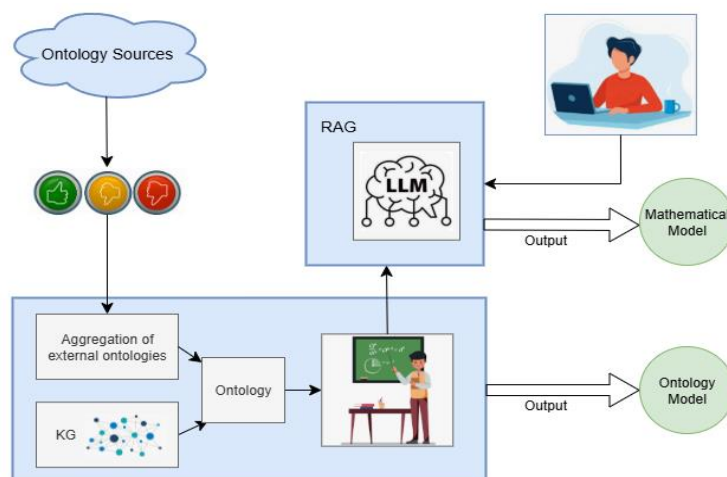 Ontology Sources
RAG
LLM
Output
Mathematical
Model
Aggregation of
external ontologies
KG
Ontology
Output
Ontology
Model